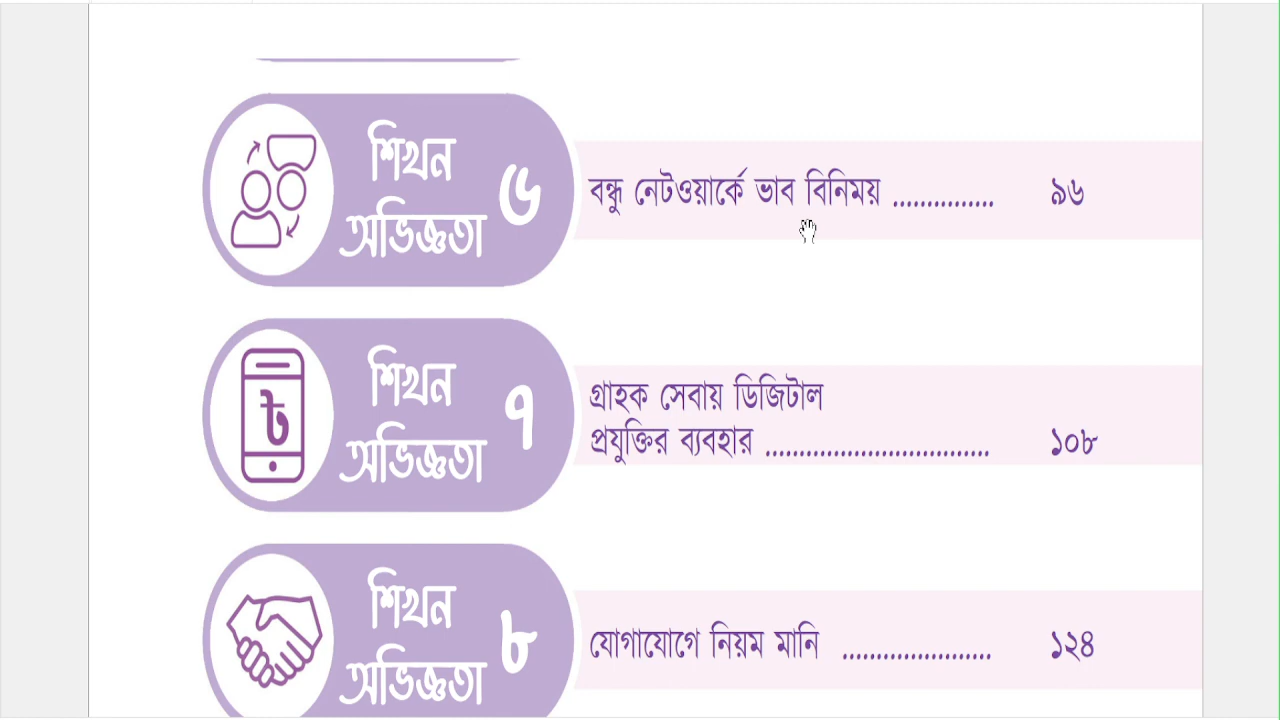 শিখন
অভিজ্ঞতা
৬
বন্ধু নেটওয়ার্কে ভাব বিনিময় ............... ৯৬
৳
শিখন
অভিজ্ঞতা
৭
গ্রাহক সেবায় ডিজিটাল
প্রযুক্তির ব্যবহার ................................. ১০৮
শিখন
অভিজ্ঞতা
৮
যোগাযোগে নিয়ম মানি ...................... ১২৪